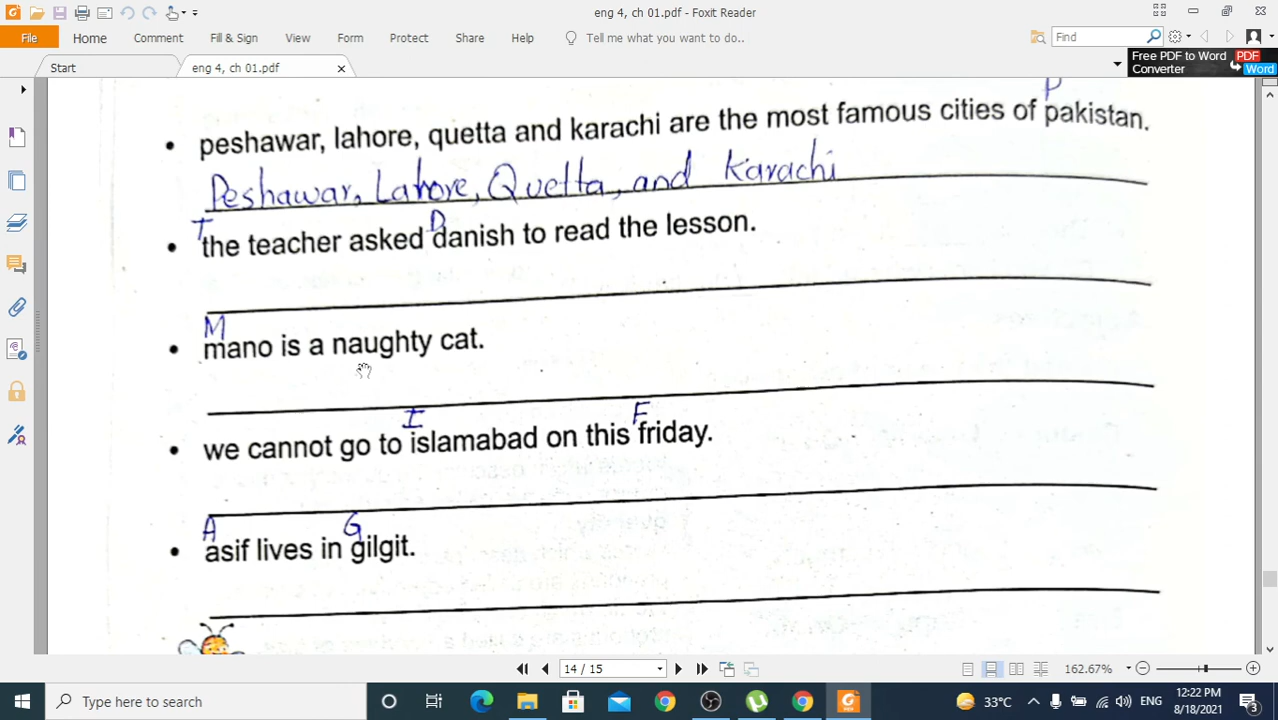 eng 4, ch 01.pdf - Foxit Reader
File Home Comment Fill & Sign View Form Protect Share Help Tell me what you want to do.. Find
Start eng 4, ch 01.pdf
Free PDF to Word Converter PDF Word
P
peshawar, lahore, quetta and karachi are the most famous cities of pakistan.
Peshawar, Lahore, Quetta, and Karachi
T D
the teacher asked danish to read the lesson.
M
mano is a naughty cat.
I F
we cannot go to islamabad on this friday.
A G
asif lives in gilgit.
14 / 15 162.67%
Type here to search 33°C ENG 12:22 PM
8/18/2021 3